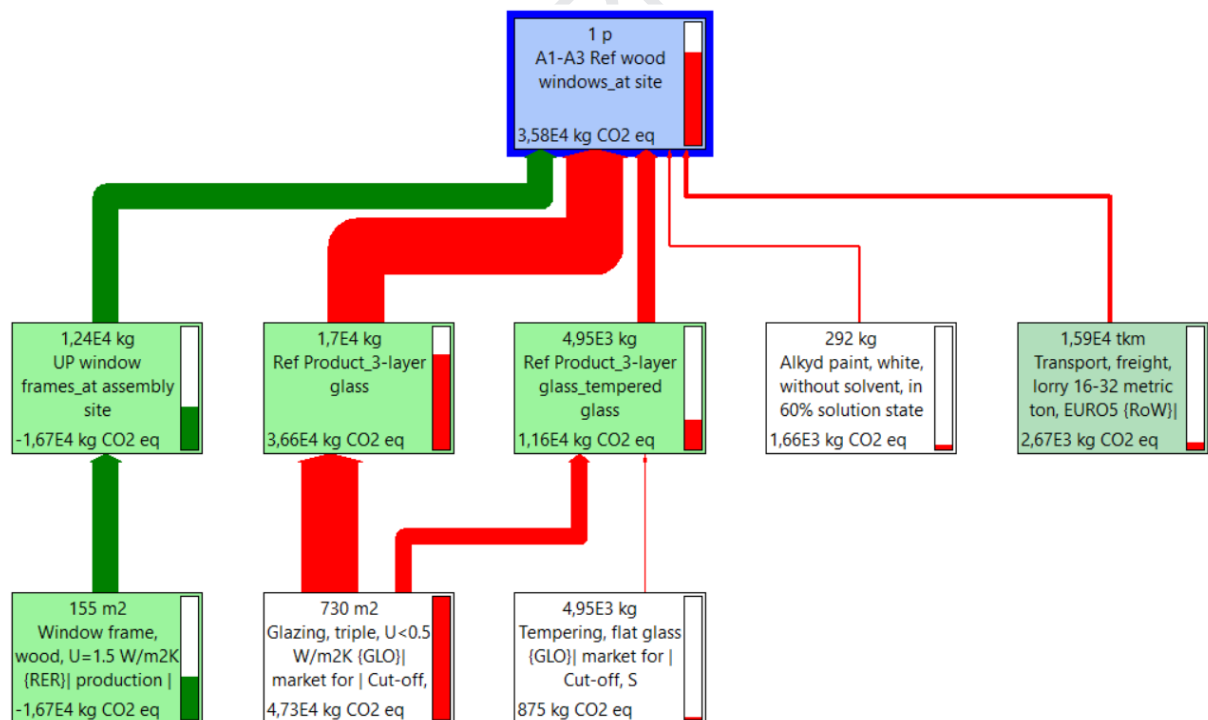 1 p
A1-A3 Ref wood
windows_at site
3,58E4 kg CO2 eq
1,24E4 kg
UP window
frames_at assembly
site
-1,67E4 kg CO2 eq
1,7E4 kg
Ref Product_3-layer
glass
3,66E4 kg CO2 eq
4,95E3 kg
Ref Product_3-layer
glass_tempered
glass
1,16E4 kg CO2 eq
292 kg
Alkyd paint, white,
without solvent, in
60% solution state
1,66E3 kg CO2 eq
1,59E4 tkm
Transport, freight,
lorry 16-32 metric
ton, EURO5 {RoW}|
2,67E3 kg CO2 eq
155 m2
Window frame,
wood, U=1.5 W/m2K
{RER}| production |
-1,67E4 kg CO2 eq
730 m2
Glazing, triple, U<0.5
W/m2K {GLO}|
market for | Cut-off,
4,73E4 kg CO2 eq
4,95E3 kg
Tempering, flat glass
{GLO}| market for |
Cut-off, S
875 kg CO2 eq